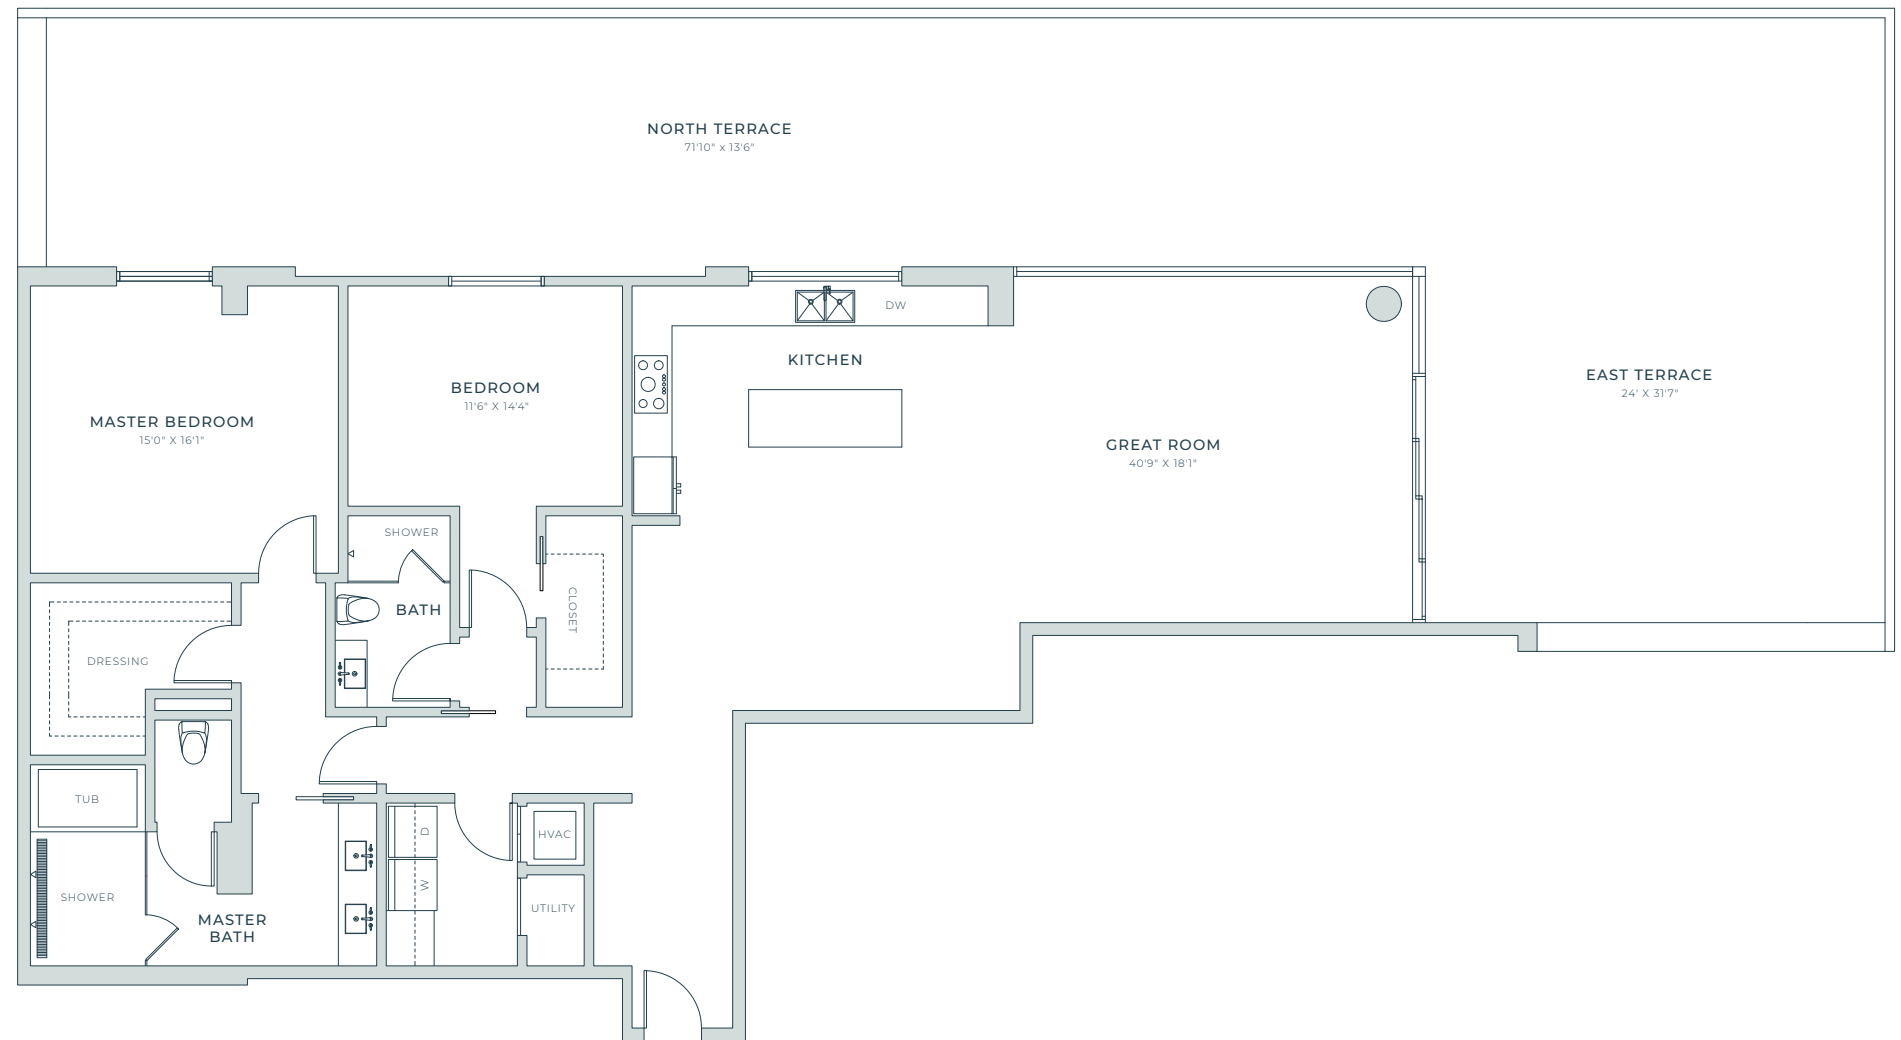 NORTH TERRACE
71'10" x 13'6"
DW
KITCHEN
EAST TERRACE
24' X 31'7"
BEDROOM
11'6" X 14'4"
MASTER BEDROOM
15'0" X 16'1"
GREAT ROOM
40'9" X 18'1"
SHOWER
BATH
CLOSET
DRESSING
TUB
D
HVAC
W
SHOWER
UTILITY
MASTER
BATH